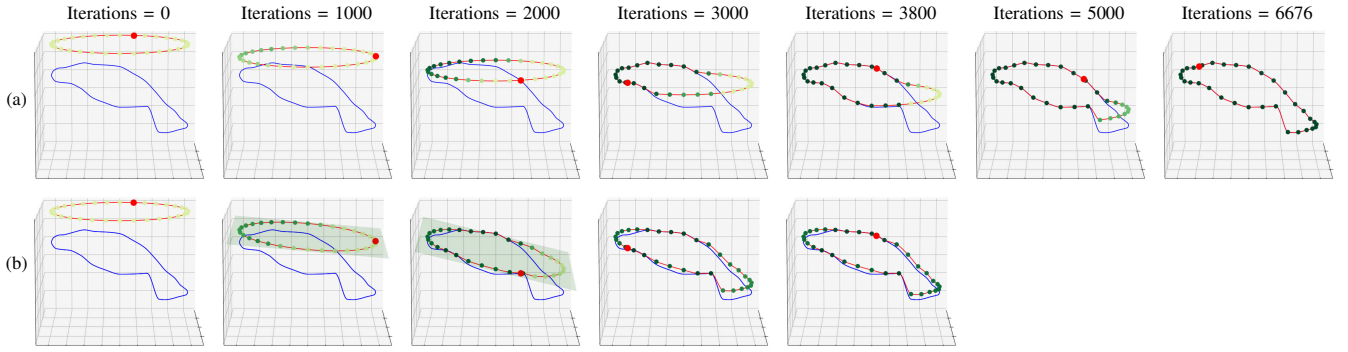 Iterations = 0 Iterations = 1000 Iterations = 2000 Iterations = 3000 Iterations = 3800 Iterations = 5000 Iterations = 6676
(a)
(b)